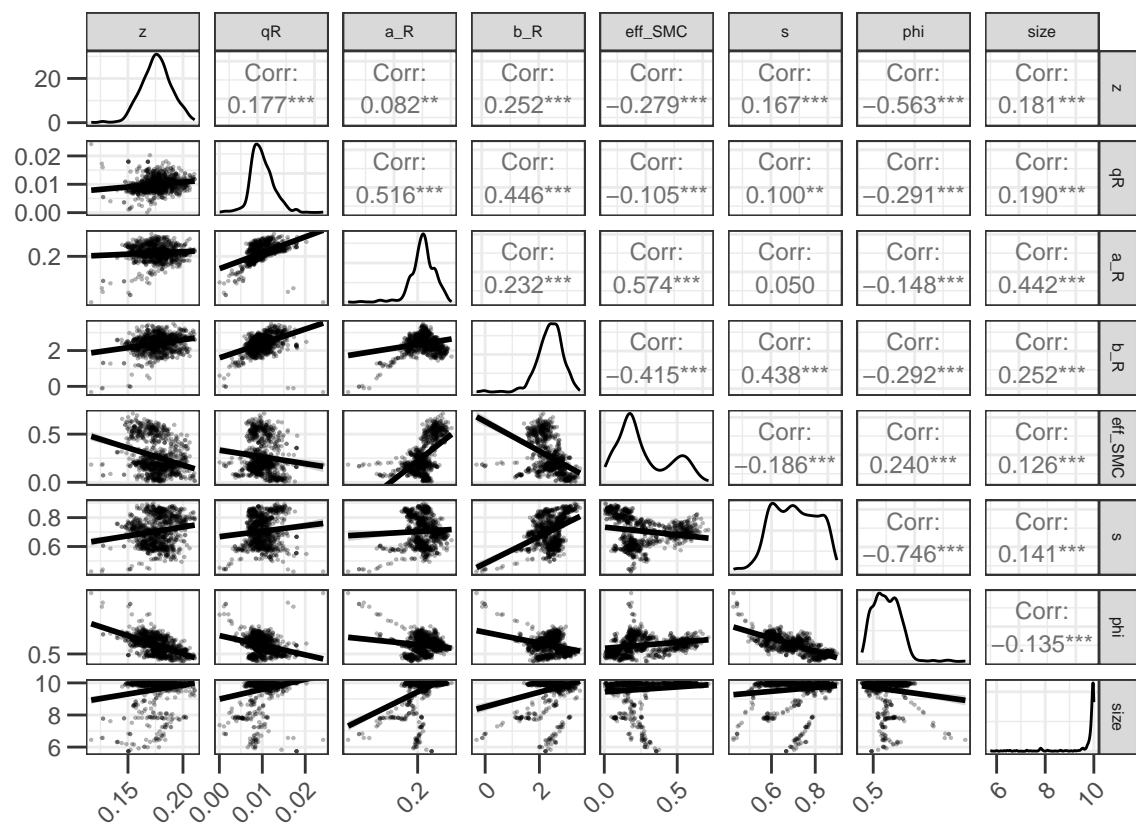 z qR a_R b_R eff_SMC s phi size
Corr: Corr: Corr: Corr: Corr: Corr: Corr:
0.177*** 0.082** 0.252*** −0.279*** 0.167*** −0.563*** 0.181***
20
0
z
Corr: Corr: Corr: Corr: Corr: Corr:
0.516*** 0.446*** −0.105*** 0.100** −0.291*** 0.190***
0.02
0.01
0.00
qR
Corr: Corr: Corr: Corr: Corr:
0.232*** 0.574*** 0.050 −0.148*** 0.442***
0.2
a_R
Corr: Corr: Corr: Corr:
−0.415*** 0.438*** −0.292*** 0.252***
2
0
b_R
Corr: Corr: Corr:
−0.186*** 0.240*** 0.126***
0.5
0.0
eff_SMC
Corr: Corr:
−0.746*** 0.141***
0.8
0.6
s
Corr:
−0.135***
0.5
phi
10
8
6
size
0.15 0.20 0.00 0.01 0.02 0.2 0 2 0.0 0.5 0.6 0.8 0.5 6 8 10